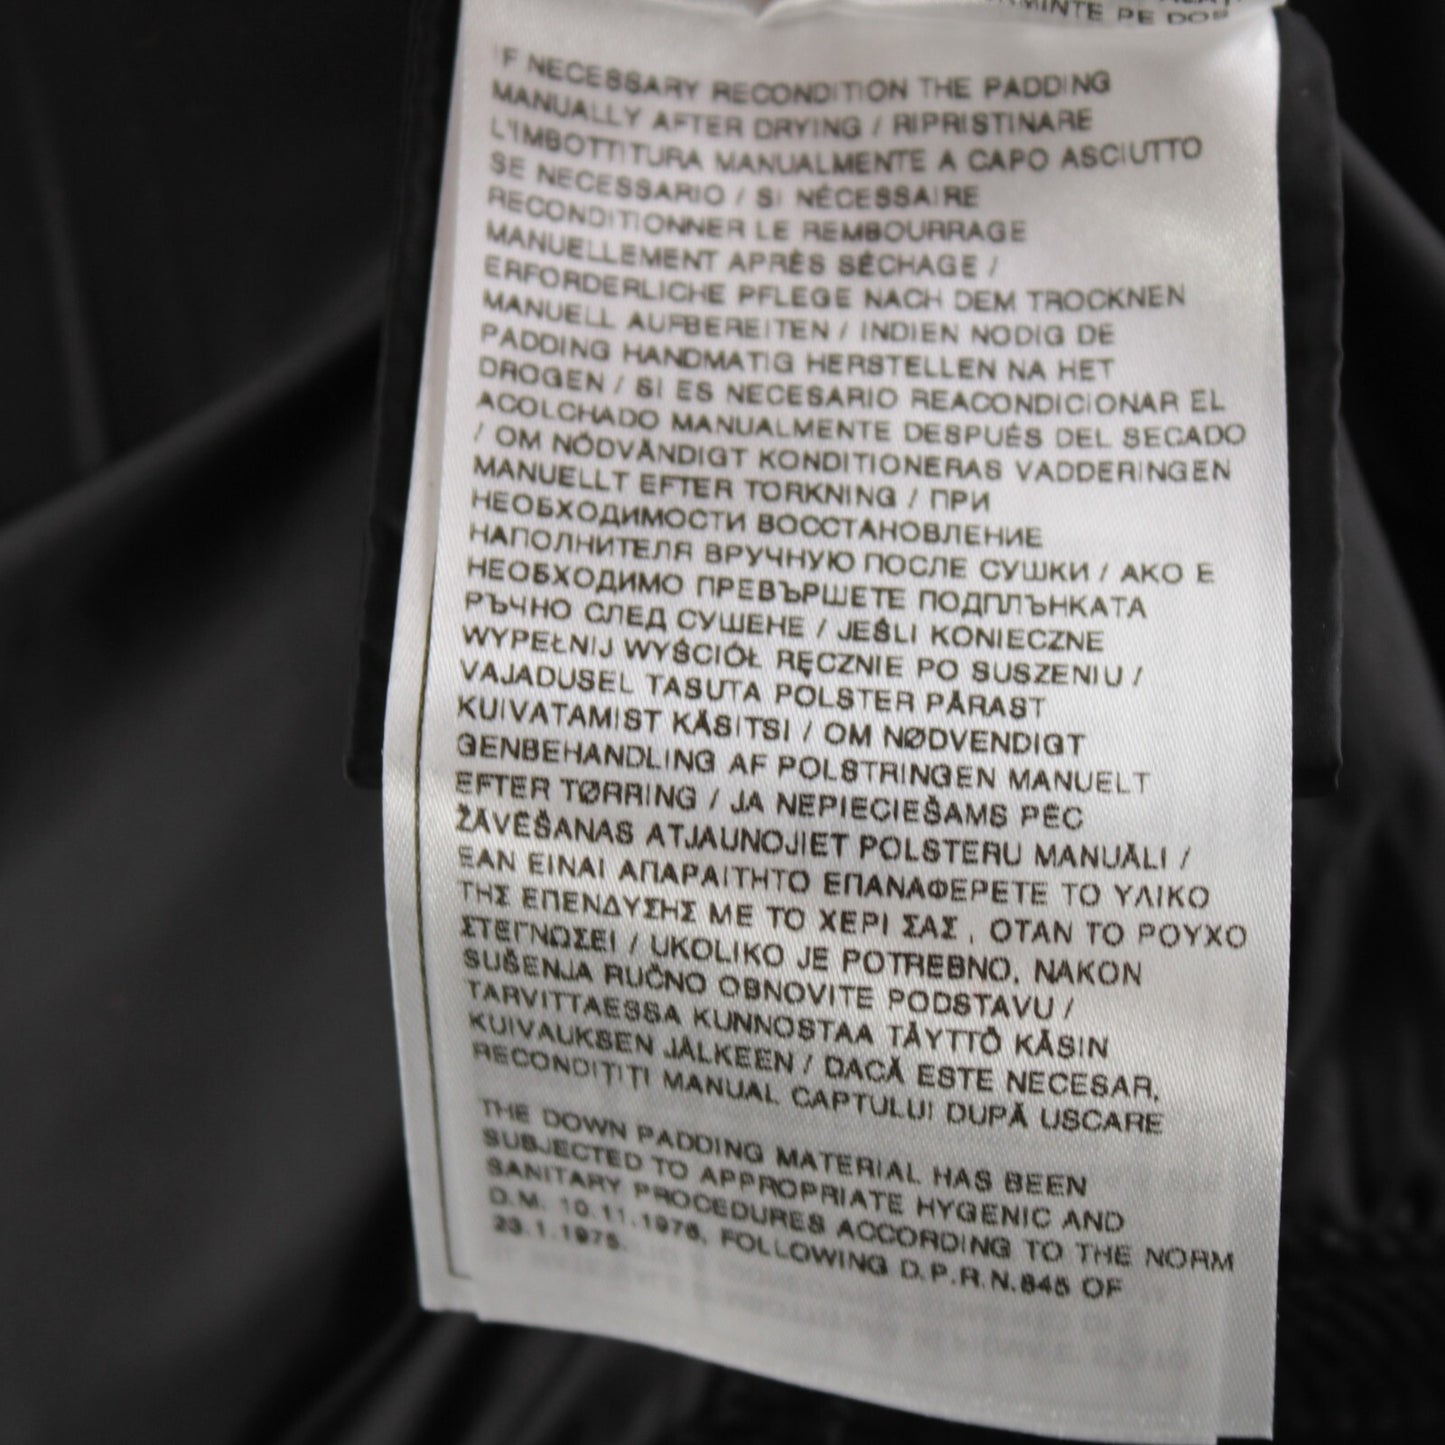 MINTE PE DOS
IF NECESSARY RECONDITION THE PADDING
MANUALLY AFTER DRYING / RIPRISTINARE
L'IMBOTTITURA MANUALMENTE A CAPO ASCIUTTO
SE NECESSARIO / SI NÉCESSAIRE
RECONDITIONNER LE REMBOURRAGE
MANUELLEMENT APRÈS SÉCHAGE /
ERFORDERLICHE PFLEGE NACH DEM TROCKNEN
MANUELL AUFBEREITEN / INDIEN NODIG DE
PADDING HANDMATIG HERSTELLEN NA HET
DROGEN / SI ES NECESARIO REACONDICIONAR EL
ACOLCHADO MANUALMENTE DESPUÉS DEL SECADO
/ OM NÖDVÄNDIGT KONDITIONERAS VADDERINGEN
MANUELLT EFTER TORKNING / ПРИ
НЕОБХОДИМОСТИ ВОССТАНОВЛЕНИЕ
НАПОЛНИТЕЛЯ ВРУЧНУЮ ПОСЛЕ СУШКИ / АКО Е
НЕОБХОДИМО ПРЕВЪРШЕТЕ ПОДПЛЪНКАТА
РЪЧНО СЛЕД СУШЕНЕ / JEŚLI KONIECZNE
WYPEŁNIJ WYŚCIÓŁ RĘCZNIE PO SUSZENIU /
VAJADUSEL TASUTA POLSTER PÄRAST
KUIVATAMIST KÄSITSI / OM NØDVENDIGT
GENBEHANDLING AF POLSTRINGEN MANUELT
EFTER TØRRING / JA NEPIECIEŠAMS PĒC
ŽĀVĒŠANAS ATJAUNOJIET POLSTERU MANUĀLI /
ΕΑΝ ΕΙΝΑΙ ΑΠΑΡΑΙΤΗΤΟ ΕΠΑΝΑΦΕΡΕΤΕ ΤΟ ΥΛΙΚΟ
ΤΗΣ ΕΠΕΝΔΥΣΗΣ ΜΕ ΤΟ ΧΕΡΙ ΣΑΣ , ΟΤΑΝ ΤΟ ΡΟΥΧΟ
ΣΤΕΓΝΩΣΕΙ / UKOLIKO JE POTREBNO, NAKON
SUŠENJA RUČNO OBNOVITE PODSTAVU /
TARVITTAESSA KUNNOSTAA TÄYTTÖ KÄSIN
KUIVAUKSEN JÄLKEEN / DACĂ ESTE NECESAR,
RECONDIȚIȚI MANUAL CAPTULUI DUPĂ USCARE
THE DOWN PADDING MATERIAL HAS BEEN
SUBJECTED TO APPROPRIATE HYGENIC AND
SANITARY PROCEDURES ACCORDING TO THE NORM
D.M. 10.11.1976, FOLLOWING D.P.R.N.845 OF
23.1.1975.